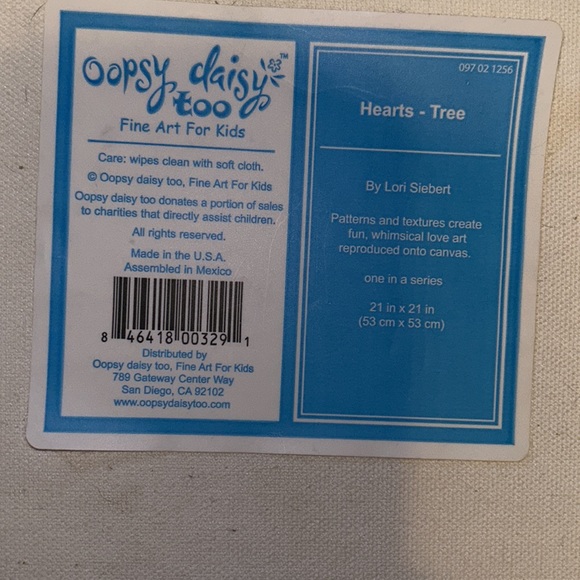 Oopsy daisy™
too
Fine Art For Kids
Care: wipes clean with soft cloth.
© Oopsy daisy too, Fine Art For Kids
Oopsy daisy too donates a portion of sales
to charities that directly assist children.
All rights reserved.
Made in the U.S.A.
Assembled in Mexico
8 46418 00329 1
Distributed by
Oopsy daisy too, Fine Art For Kids
789 Gateway Center Way
San Diego, CA 92102
www.oopsydaisytoo.com
097 02 1256
Hearts - Tree
By Lori Siebert
Patterns and textures create
fun, whimsical love art
reproduced onto canvas.
one in a series
21 in x 21 in
(53 cm x 53 cm)